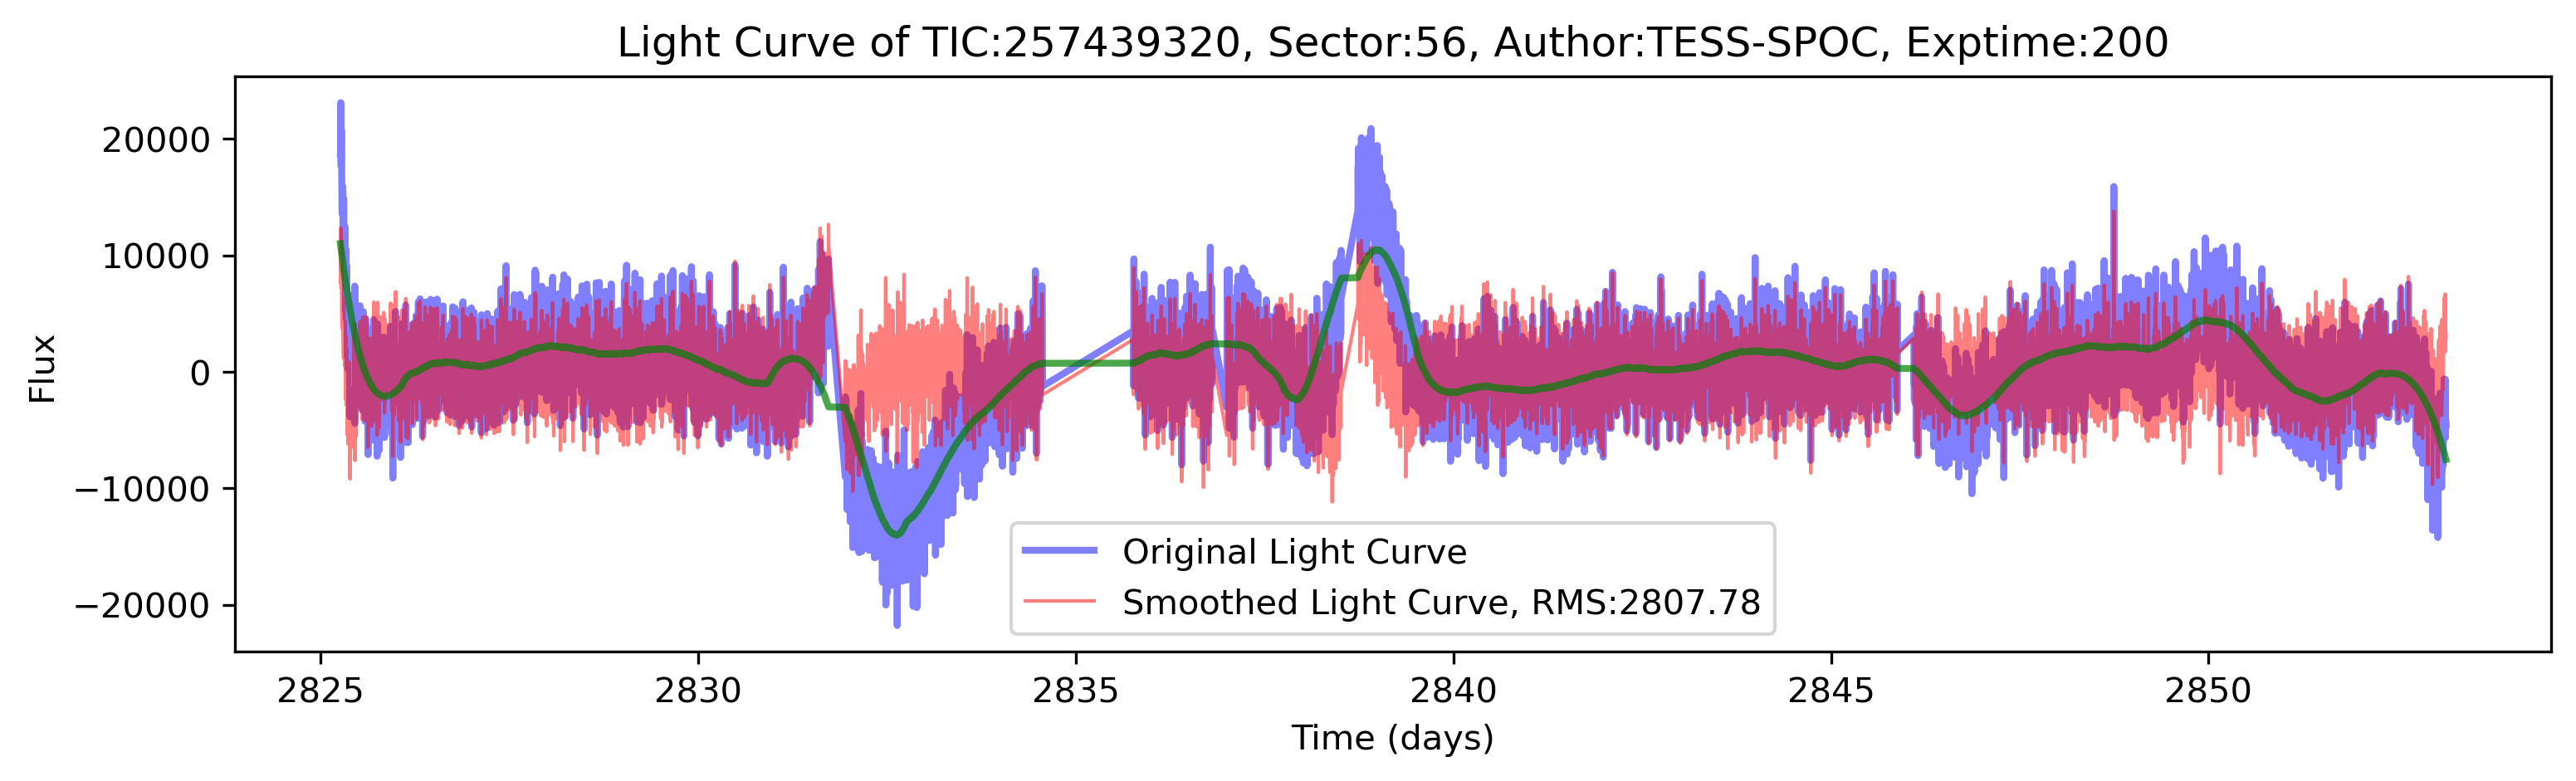 Light Curve of TIC:257439320, Sector:56, Author:TESS-SPOC, Exptime:200
Flux
20000
10000
0
−10000
−20000
Original Light Curve
Smoothed Light Curve, RMS:2807.78
2825 2830 2835 2840 2845 2850
Time (days)